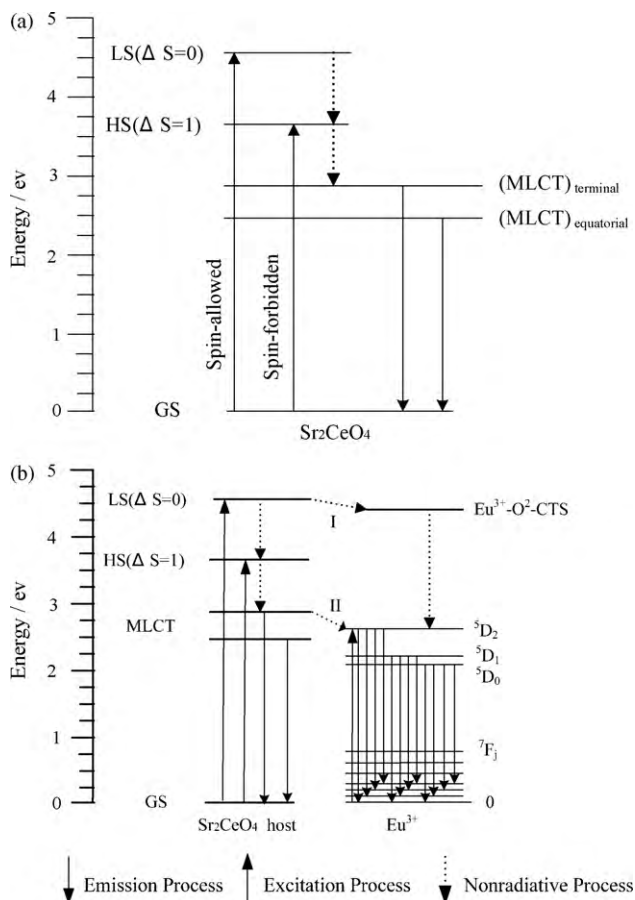 (a)
5
4
3
2
1
0
Energy / ev
LS(Δ S=0)
HS(Δ S=1)
(MLCT) terminal
(MLCT) equatorial
Spin-allowed
Spin-forbidden
GS
Sr₂CeO₄
(b)
5
4
3
2
1
0
Energy / ev
LS(Δ S=0)
I
Eu³⁺-O²-CTS
HS(Δ S=1)
II
MLCT
⁵D₂
⁵D₁
⁵D₀
⁷Fⱼ
GS
0
Sr₂CeO₄ host
Eu³⁺
Emission Process
Excitation Process
Nonradiative Process